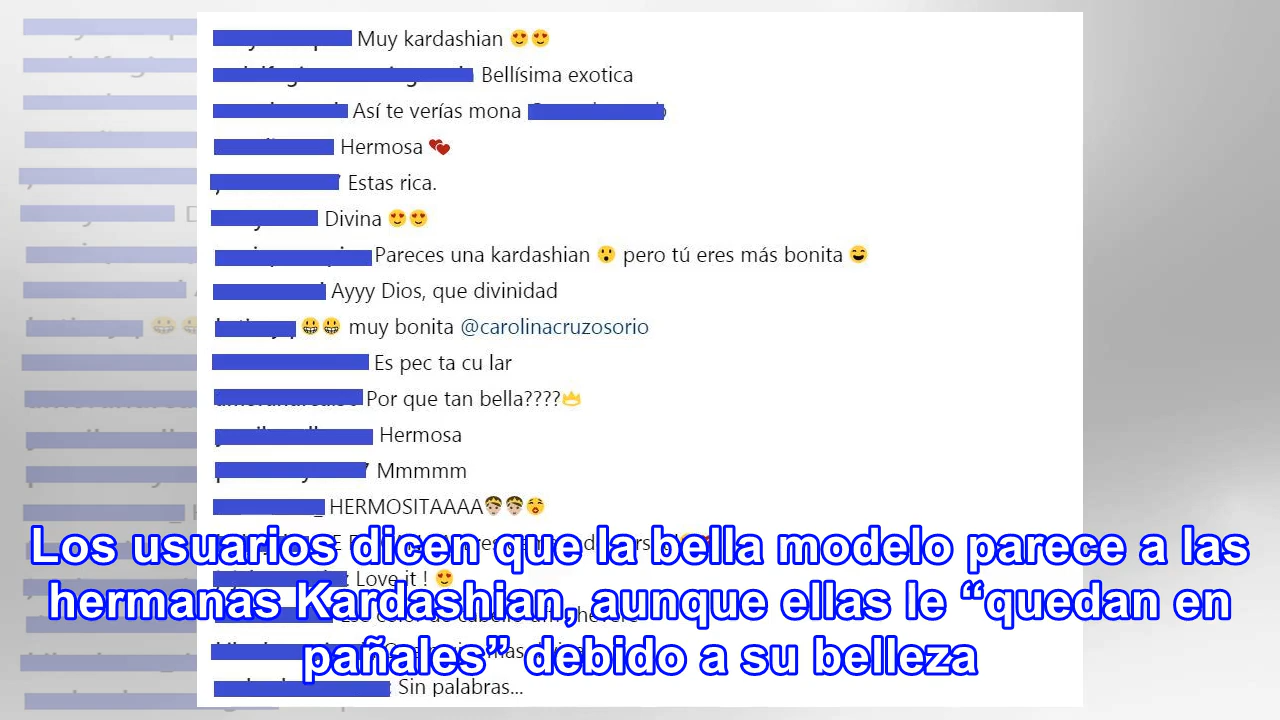 Muy kardashian 😍😍
Bellísima exotica
Así te verías mona
Hermosa 💕
Estas rica.
Divina 😍😍
Pareces una kardashian 😮 pero tú eres más bonita 😄
Ayyy Dios, que divinidad
😀😀 muy bonita @carolinacruzosorio
Es pec ta cu lar
Por que tan bella????👑
Hermosa
Mmmmm
HERMOSITAAAA👸👸😲
Love it ! 😍
Sin palabras...
Los usuarios dicen que la bella modelo parece a las
hermanas Kardashian, aunque ellas le “quedan en
pañales” debido a su belleza